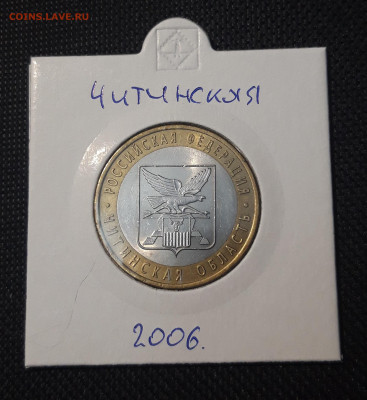 COINS.LAVE.RU
Читинская
• РОССИЙСКАЯ ФЕДЕРАЦИЯ •
ЧИТИНСКАЯ ОБЛАСТЬ
2006.